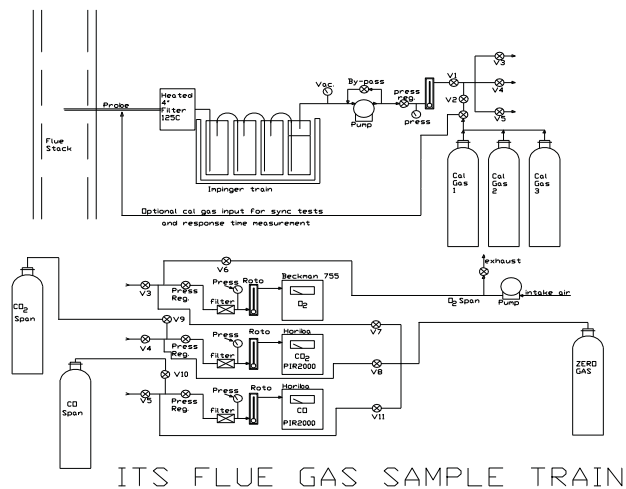 Probe
Heated
4"
Filter
125C
Flue
Stack
Impinger train
Vac.
By-pass
Pump
press
reg.
press
V1
V2
V3
V4
V5
Cal
Gas
1
Cal
Gas
2
Cal
Gas
3
Optional cal gas input for sync tests
and response time measurement
CO2
Span
V6
V3
Press
Reg.
Press
filter
Roto
Beckman 755
O2
exhaust
O2 Span
Pump
intake air
V9
V4
Press
Reg.
Press
filter
Roto
Horiba
CO2
PIR2000
V7
V8
ZERO
GAS
CO
Span
V10
V5
Press
Reg.
Press
filter
Roto
Horiba
CO
PIR2000
V11
ITS FLUE GAS SAMPLE TRAIN